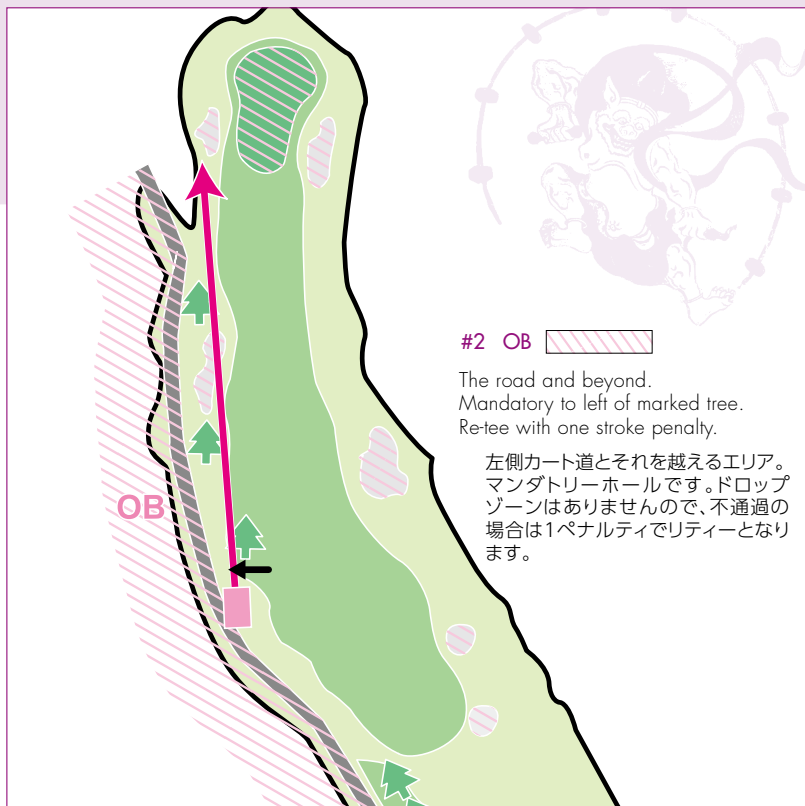 #2 OB
The road and beyond.
Mandatory to left of marked tree.
Re-tee with one stroke penalty.
左側カート道とそれを越えるエリア。
マンダトリーホールです。ドロップ
ゾーンはありませんので、不通過の
場合は1ペナルティでリティーとなり
ます。
OB